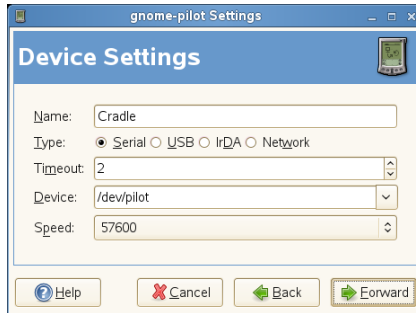 gnome-pilot Settings
Device Settings
Name: Cradle
Type: Serial USB IrDA Network
Timeout: 2
Device: /dev/pilot
Speed: 57600
Help Cancel Back Forward